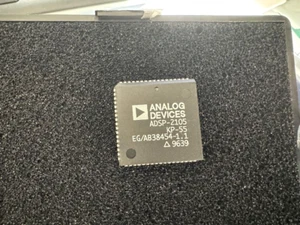 ANALOG
DEVICES
ADSP-2105
KP-55
EG/AB38454-1.1
△ 9639